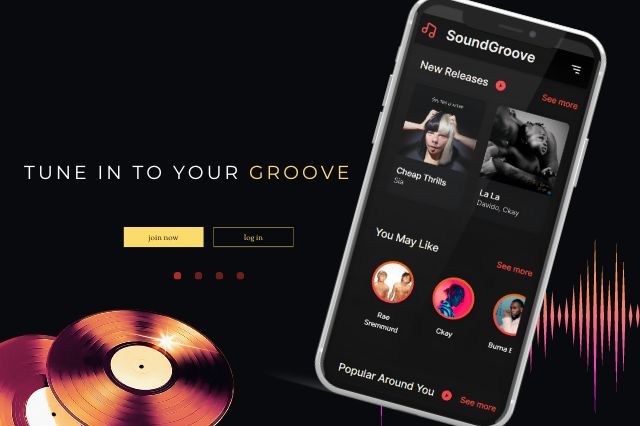 TUNE IN TO YOUR GROOVE
join now
log in
SoundGroove
New Releases
See more
Cheap Thrills
Sia
La La
Davido, Ckay
You May Like
See more
Rae
Sremmurd
Ckay
Burna
Popular Around You
See more